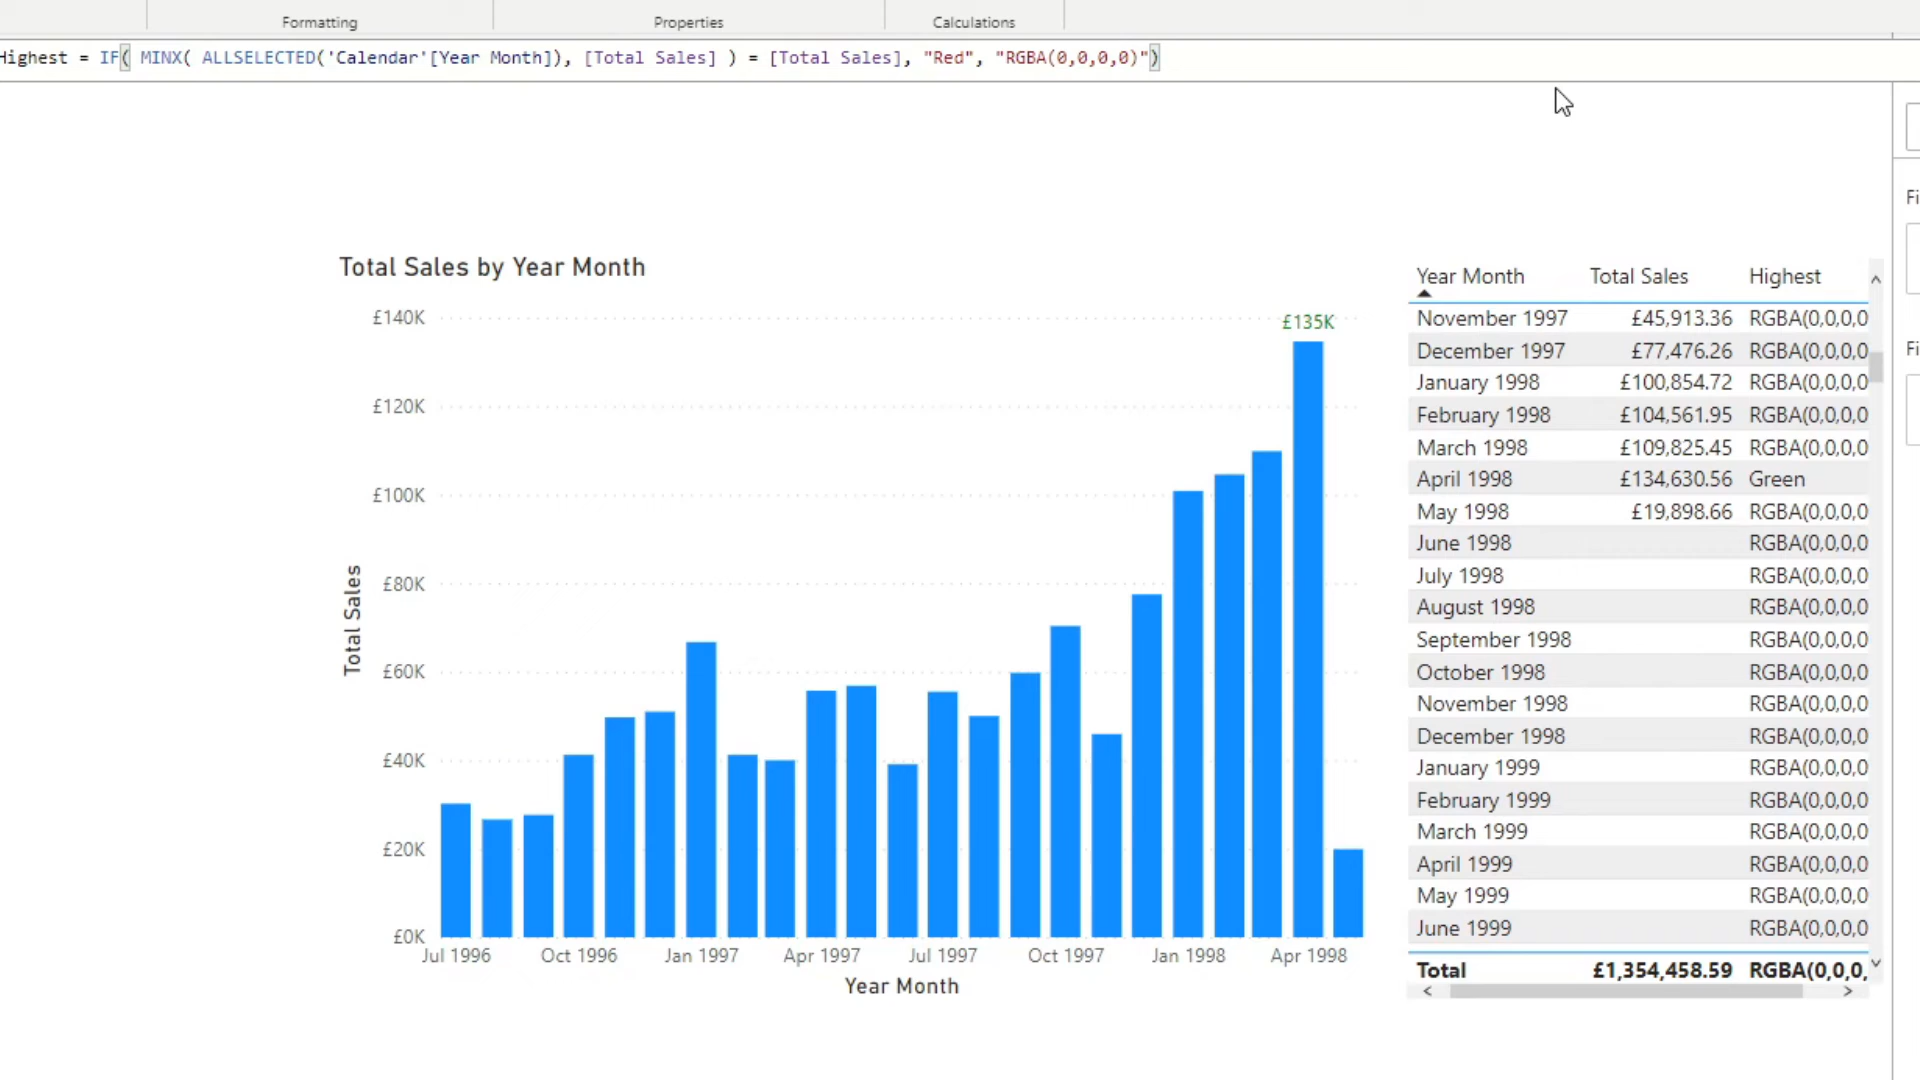 Formatting Properties Calculations
Highest = IF( MINX( ALLSELECTED('Calendar'[Year Month]), [Total Sales] ) = [Total Sales], "Red", "RGBA(0,0,0,0)")
Total Sales by Year Month
£140K
£120K
£100K
£80K
£60K
£40K
£20K
£0K
Total Sales
£135K
Jul 1996 Oct 1996 Jan 1997 Apr 1997 Jul 1997 Oct 1997 Jan 1998 Apr 1998
Year Month
Year Month Total Sales Highest
November 1997 £45,913.36 RGBA(0,0,0,0
December 1997 £77,476.26 RGBA(0,0,0,0
January 1998 £100,854.72 RGBA(0,0,0,0
February 1998 £104,561.95 RGBA(0,0,0,0
March 1998 £109,825.45 RGBA(0,0,0,0
April 1998 £134,630.56 Green
May 1998 £19,898.66 RGBA(0,0,0,0
June 1998 RGBA(0,0,0,0
July 1998 RGBA(0,0,0,0
August 1998 RGBA(0,0,0,0
September 1998 RGBA(0,0,0,0
October 1998 RGBA(0,0,0,0
November 1998 RGBA(0,0,0,0
December 1998 RGBA(0,0,0,0
January 1999 RGBA(0,0,0,0
February 1999 RGBA(0,0,0,0
March 1999 RGBA(0,0,0,0
April 1999 RGBA(0,0,0,0
May 1999 RGBA(0,0,0,0
June 1999 RGBA(0,0,0,0
Total £1,354,458.59 RGBA(0,0,0,
Fi
Fi